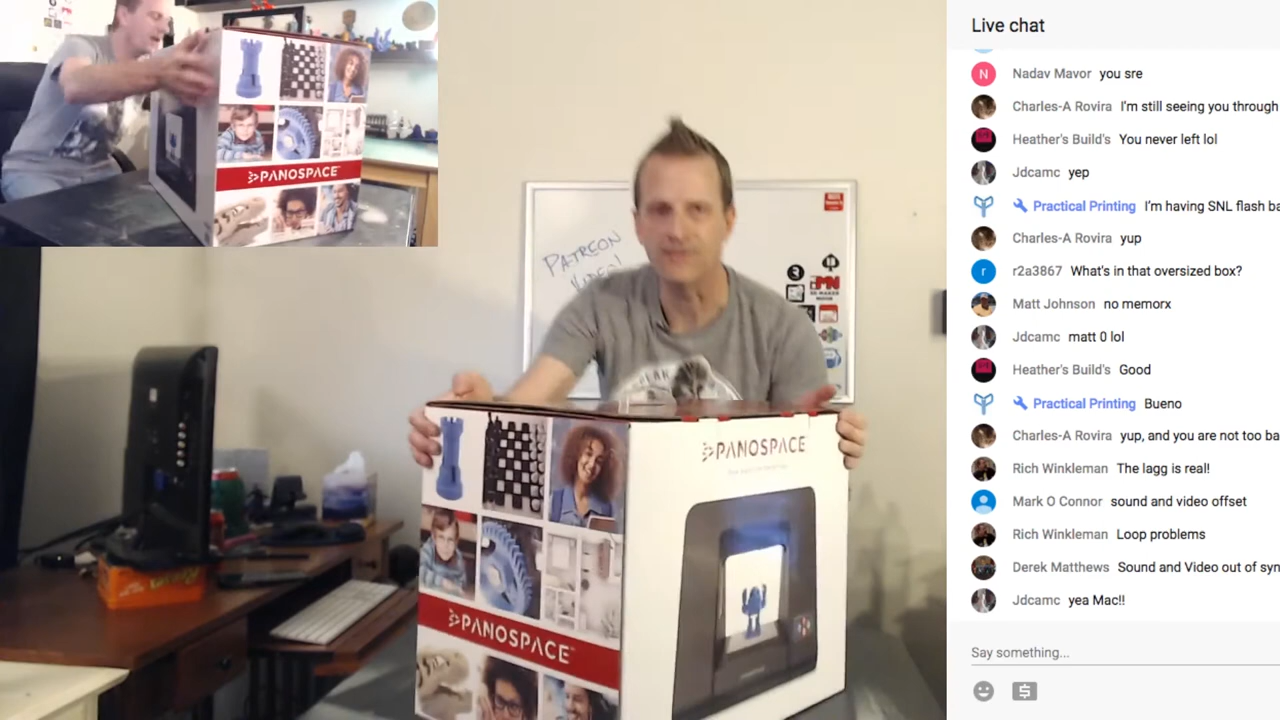 PANOSPACE
PATREON
VIDEO!
PEAK
PANOSPACE
PANOSPACE
Live chat
N
Nadav Mavor you sre
Charles-A Rovira I'm still seeing you through
Heather's Build's You never left lol
Jdcamc yep
Practical Printing I'm having SNL flash ba
Charles-A Rovira yup
r
r2a3867 What's in that oversized box?
Matt Johnson no memorx
Jdcamc matt 0 lol
Heather's Build's Good
Practical Printing Bueno
Charles-A Rovira yup, and you are not too ba
Rich Winkleman The lagg is real!
Mark O Connor sound and video offset
Rich Winkleman Loop problems
Derek Matthews Sound and Video out of syn
Jdcamc yea Mac!!
Say something...
$